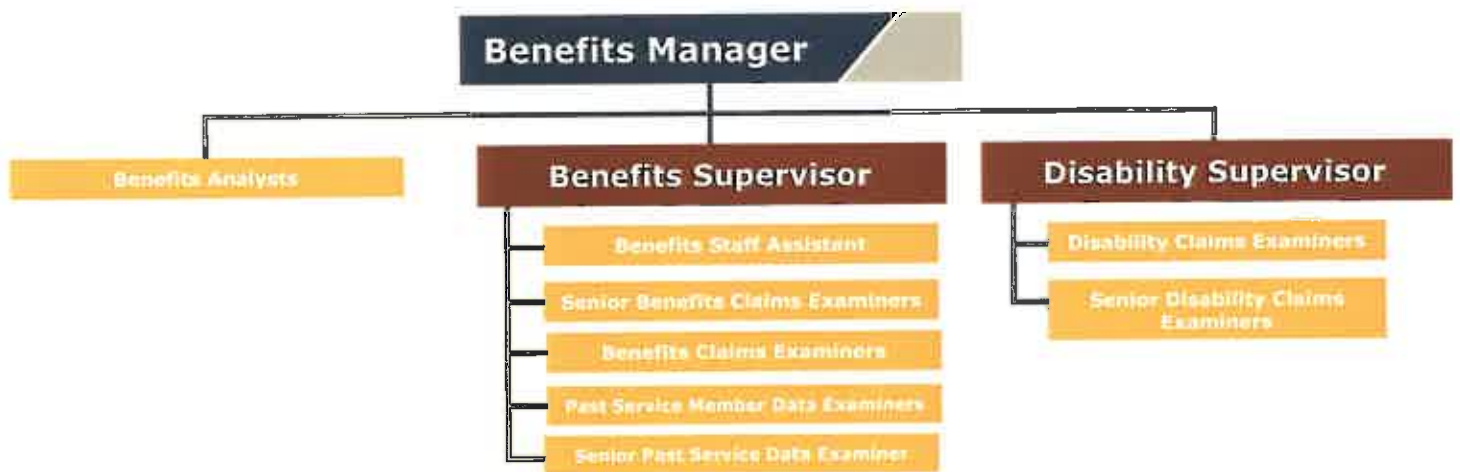 Benefits Manager
Benefits Analysts
Benefits Supervisor
Disability Supervisor
Benefits Staff Assistant
Senior Benefits Claims Examiners
Benefits Claims Examiners
Past Service Member Data Examiners
Senior Past Service Data Examiner
Disability Claims Examiners
Senior Disability Claims
Examiners